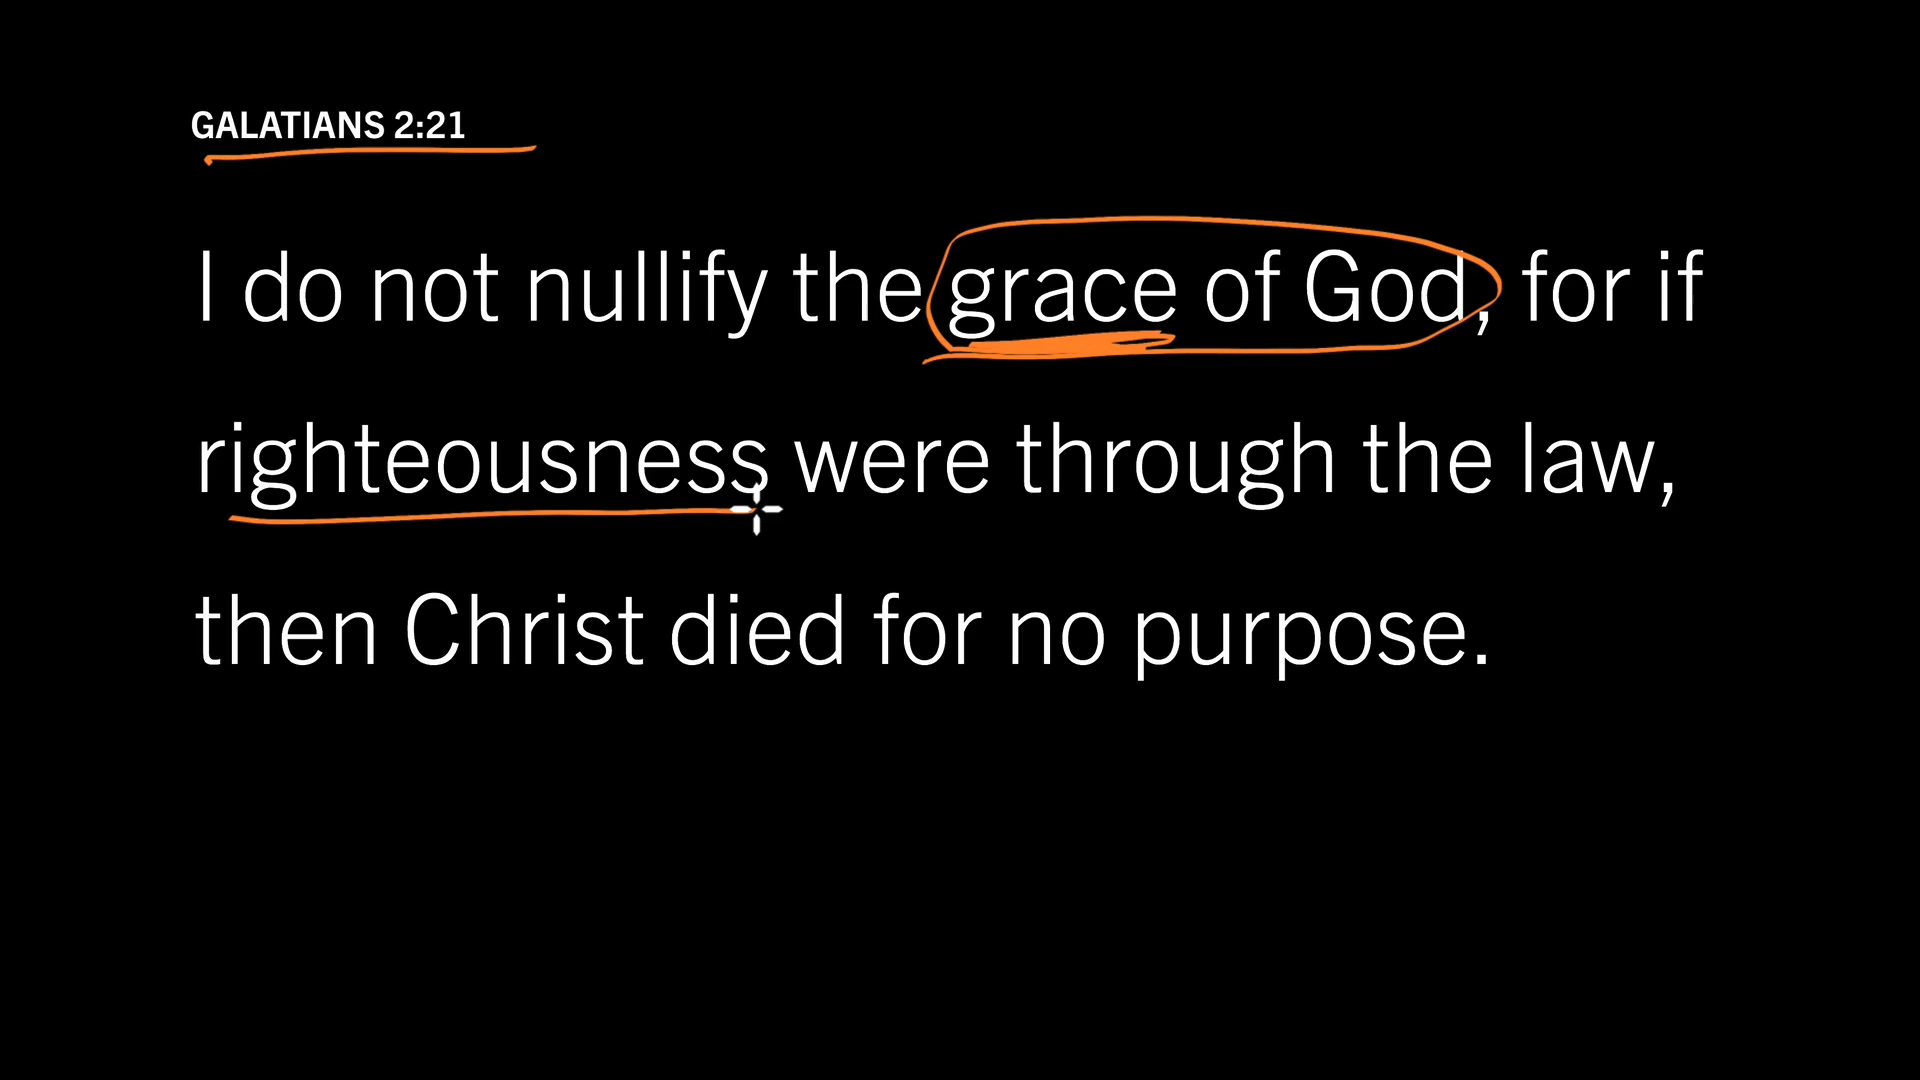 GALATIANS 2:21
I do not nullify the grace of God, for if
righteousness were through the law,
then Christ died for no purpose.